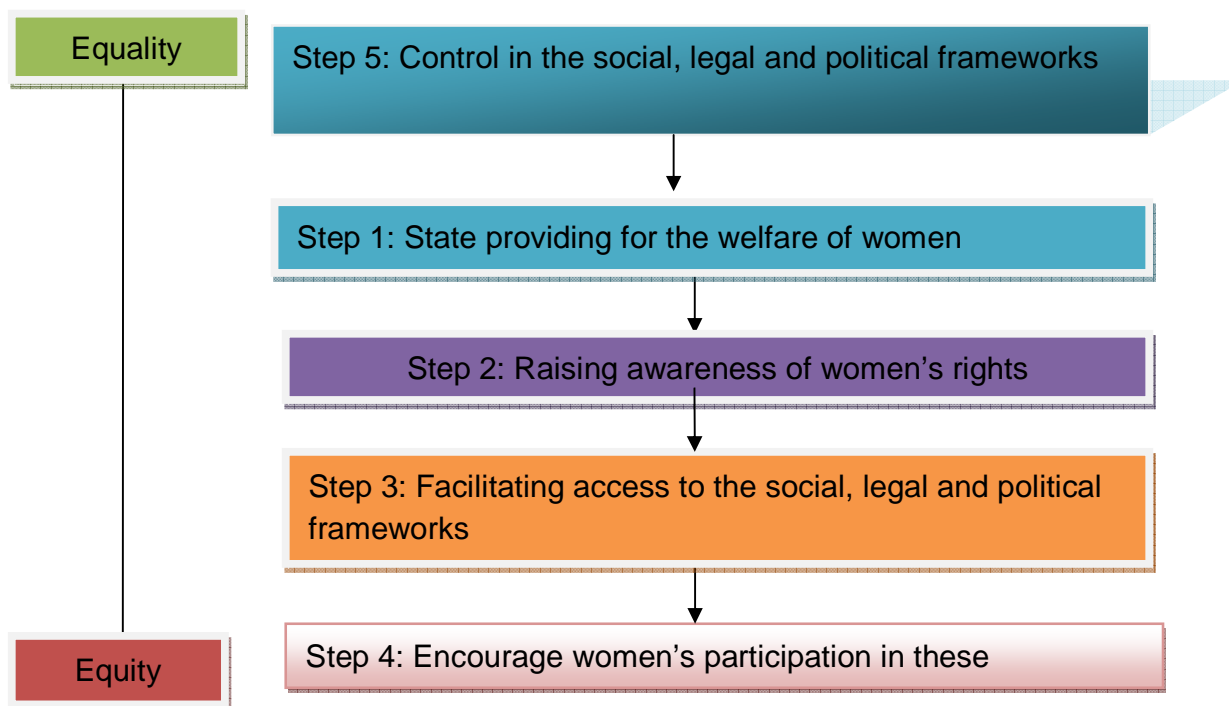 Equality
Step 5: Control in the social, legal and political frameworks
Step 1: State providing for the welfare of women
Step 2: Raising awareness of women’s rights
Step 3: Facilitating access to the social, legal and political
frameworks
Equity
Step 4: Encourage women’s participation in these